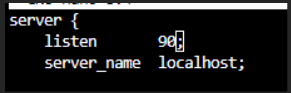 server {
listen 90;
server_name localhost;